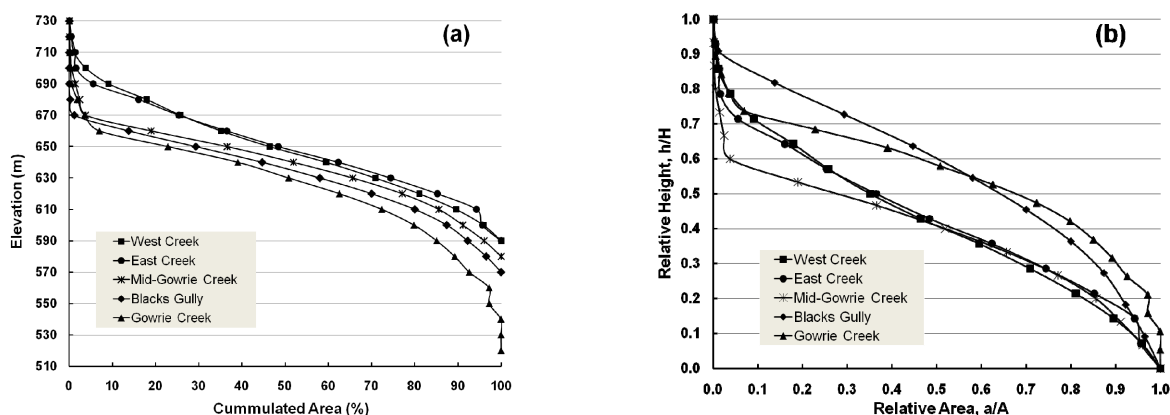 (a)
730
710
690
670
650
630
610
590
570
550
530
510
Elevation (m)
West Creek
East Creek
Mid-Gowrie Creek
Blacks Gully
Gowrie Creek
0 10 20 30 40 50 60 70 80 90 100
Cummulated Area (%)
(b)
1.0
0.9
0.8
0.7
0.6
0.5
0.4
0.3
0.2
0.1
0.0
Relative Height, h/H
West Creek
East Creek
Mid-Gowrie Creek
Blacks Gully
Gowrie Creek
0.0 0.1 0.2 0.3 0.4 0.5 0.6 0.7 0.8 0.9 1.0
Relative Area, a/A